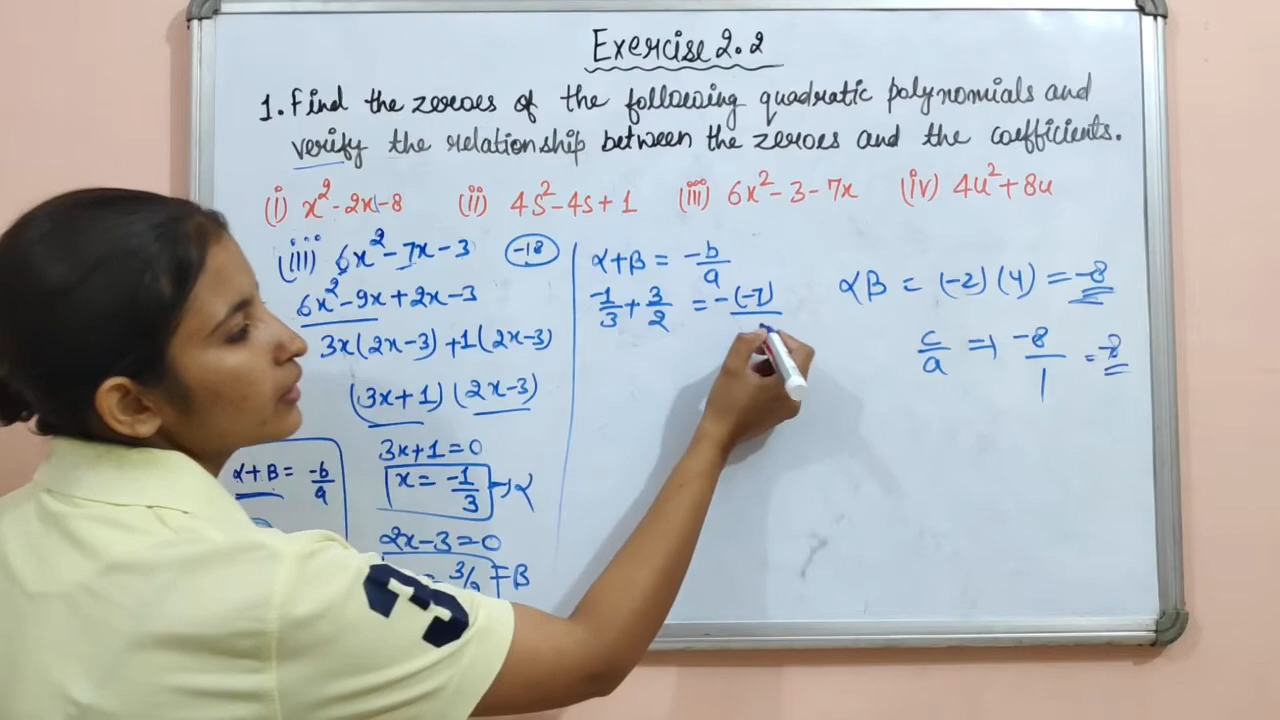 Exercise 2.2
1. Find the zeroes of the following quadratic polynomials and
verify the relationship between the zeroes and the coefficients.
(i) x² - 2x - 8 (ii) 4s² - 4s + 1 (iii) 6x² - 3 - 7x (iv) 4u² + 8u
(iii) 6x² - 7x - 3 -18
6x² - 9x + 2x - 3
3x(2x-3) + 1(2x-3)
(3x+1) (2x-3)
3x+1=0
x = -1/3 → α
2x-3=0
= 3/2 = β
α+β = -b/a
α+β = -b/a
-1/3 + 3/2 = -(-7)
αβ = (-2)(4) = -8
c/a ⇒ -8/1 = -8
3